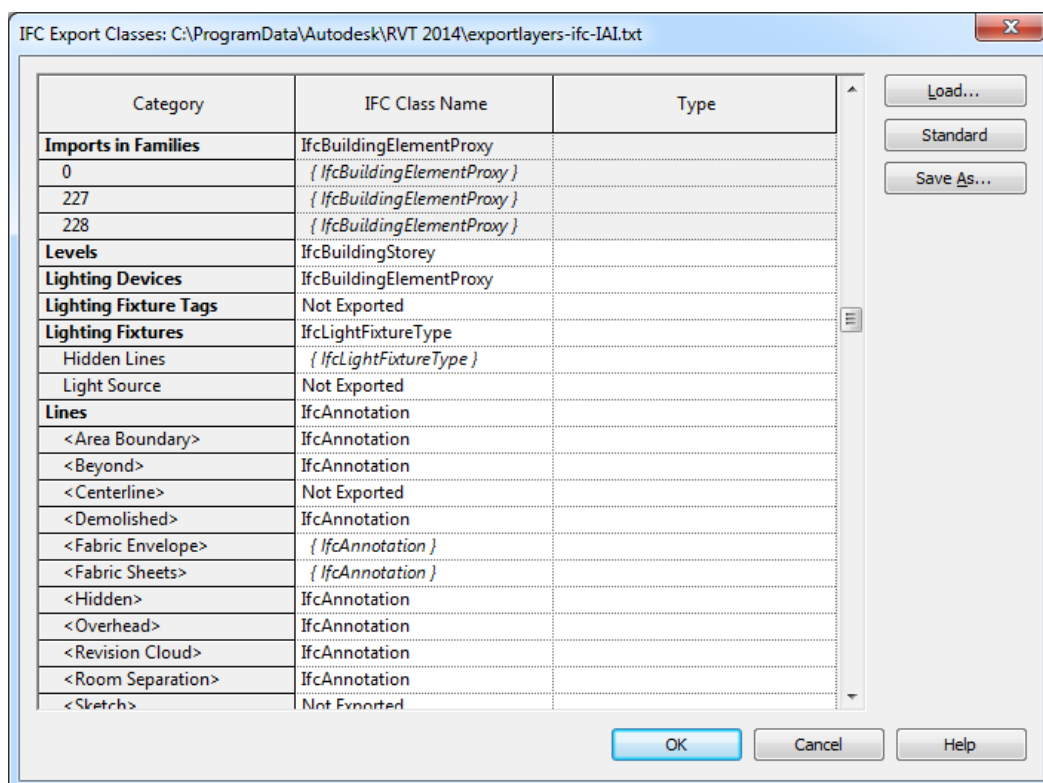 IFC Export Classes: C:\ProgramData\Autodesk\RVT 2014\exportlayers-ifc-IAI.txt
Category IFC Class Name Type
Imports in Families IfcBuildingElementProxy
0 { IfcBuildingElementProxy }
227 { IfcBuildingElementProxy }
228 { IfcBuildingElementProxy }
Levels IfcBuildingStorey
Lighting Devices IfcBuildingElementProxy
Lighting Fixture Tags Not Exported
Lighting Fixtures IfcLightFixtureType
Hidden Lines { IfcLightFixtureType }
Light Source Not Exported
Lines IfcAnnotation
<Area Boundary> IfcAnnotation
<Beyond> IfcAnnotation
<Centerline> Not Exported
<Demolished> IfcAnnotation
<Fabric Envelope> { IfcAnnotation }
<Fabric Sheets> { IfcAnnotation }
<Hidden> IfcAnnotation
<Overhead> IfcAnnotation
<Revision Cloud> IfcAnnotation
<Room Separation> IfcAnnotation
<Sketch> Not Exported
Load...
Standard
Save As...
OK Cancel Help